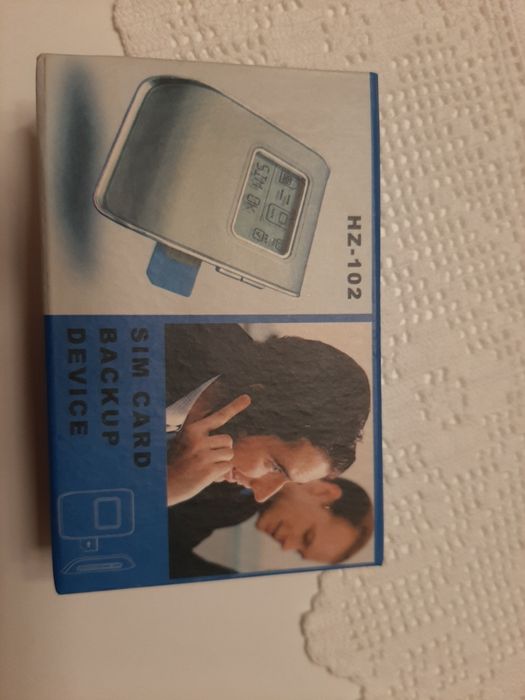 HZ-102
SIM OK
SIM CARD
BACKUP
DEVICE